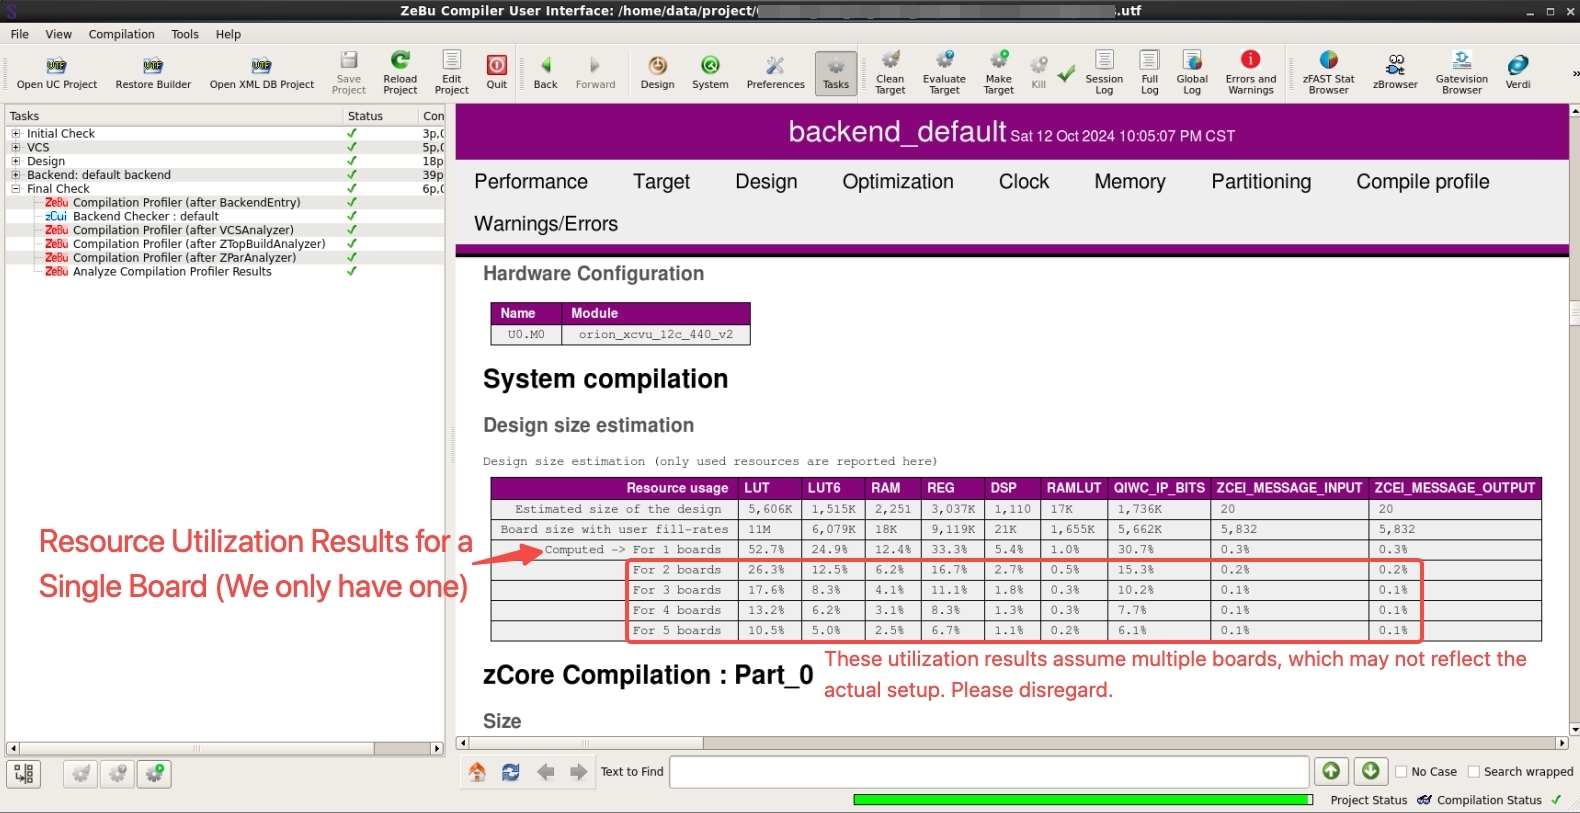 ZeBu Compiler User Interface: /home/data/project/ s.utf
File View Compilation Tools Help
Open UC Project Restore Builder Open XML DB Project Save Project Reload Project Edit Project Quit Back Forward Design System Preferences Tasks Clean Target Evaluate Target Make Target Kill Session Log Full Log Global Log Errors and Warnings zFAST Stat Browser zBrowser Gatevision Browser Verdi »
Tasks Status Con
Initial Check 3p,0
VCS 5p,0
Design 18p
Backend: default backend 39p
Final Check 6p,0
ZeBu Compilation Profiler (after BackendEntry)
zCui Backend Checker : default
ZeBu Compilation Profiler (after VCSAnalyzer)
ZeBu Compilation Profiler (after ZTopBuildAnalyzer)
ZeBu Compilation Profiler (after ZParAnalyzer)
ZeBu Analyze Compilation Profiler Results
backend_default Sat 12 Oct 2024 10:05:07 PM CST
Performance Target Design Optimization Clock Memory Partitioning Compile profile
Warnings/Errors
Hardware Configuration
Name Module
U0.M0 orion_xcvu_12c_440_v2
System compilation
Design size estimation
Design size estimation (only used resources are reported here)
Resource usage LUT LUT6 RAM REG DSP RAMLUT QIWC_IP_BITS ZCEI_MESSAGE_INPUT ZCEI_MESSAGE_OUTPUT
Estimated size of the design 5,606K 1,515K 2,251 3,037K 1,110 17K 1,736K 20 20
Board size with user fill-rates 11M 6,079K 18K 9,119K 21K 1,655K 5,662K 5,832 5,832
Computed -> For 1 boards 52.7% 24.9% 12.4% 33.3% 5.4% 1.0% 30.7% 0.3% 0.3%
For 2 boards 26.3% 12.5% 6.2% 16.7% 2.7% 0.5% 15.3% 0.2% 0.2%
For 3 boards 17.6% 8.3% 4.1% 11.1% 1.8% 0.3% 10.2% 0.1% 0.1%
For 4 boards 13.2% 6.2% 3.1% 8.3% 1.3% 0.3% 7.7% 0.1% 0.1%
For 5 boards 10.5% 5.0% 2.5% 6.7% 1.1% 0.2% 6.1% 0.1% 0.1%
Resource Utilization Results for a
Single Board (We only have one)
These utilization results assume multiple boards, which may not reflect the
actual setup. Please disregard.
zCore Compilation : Part_0
Size
Text to Find No Case Search wrapped
Project Status Compilation Status